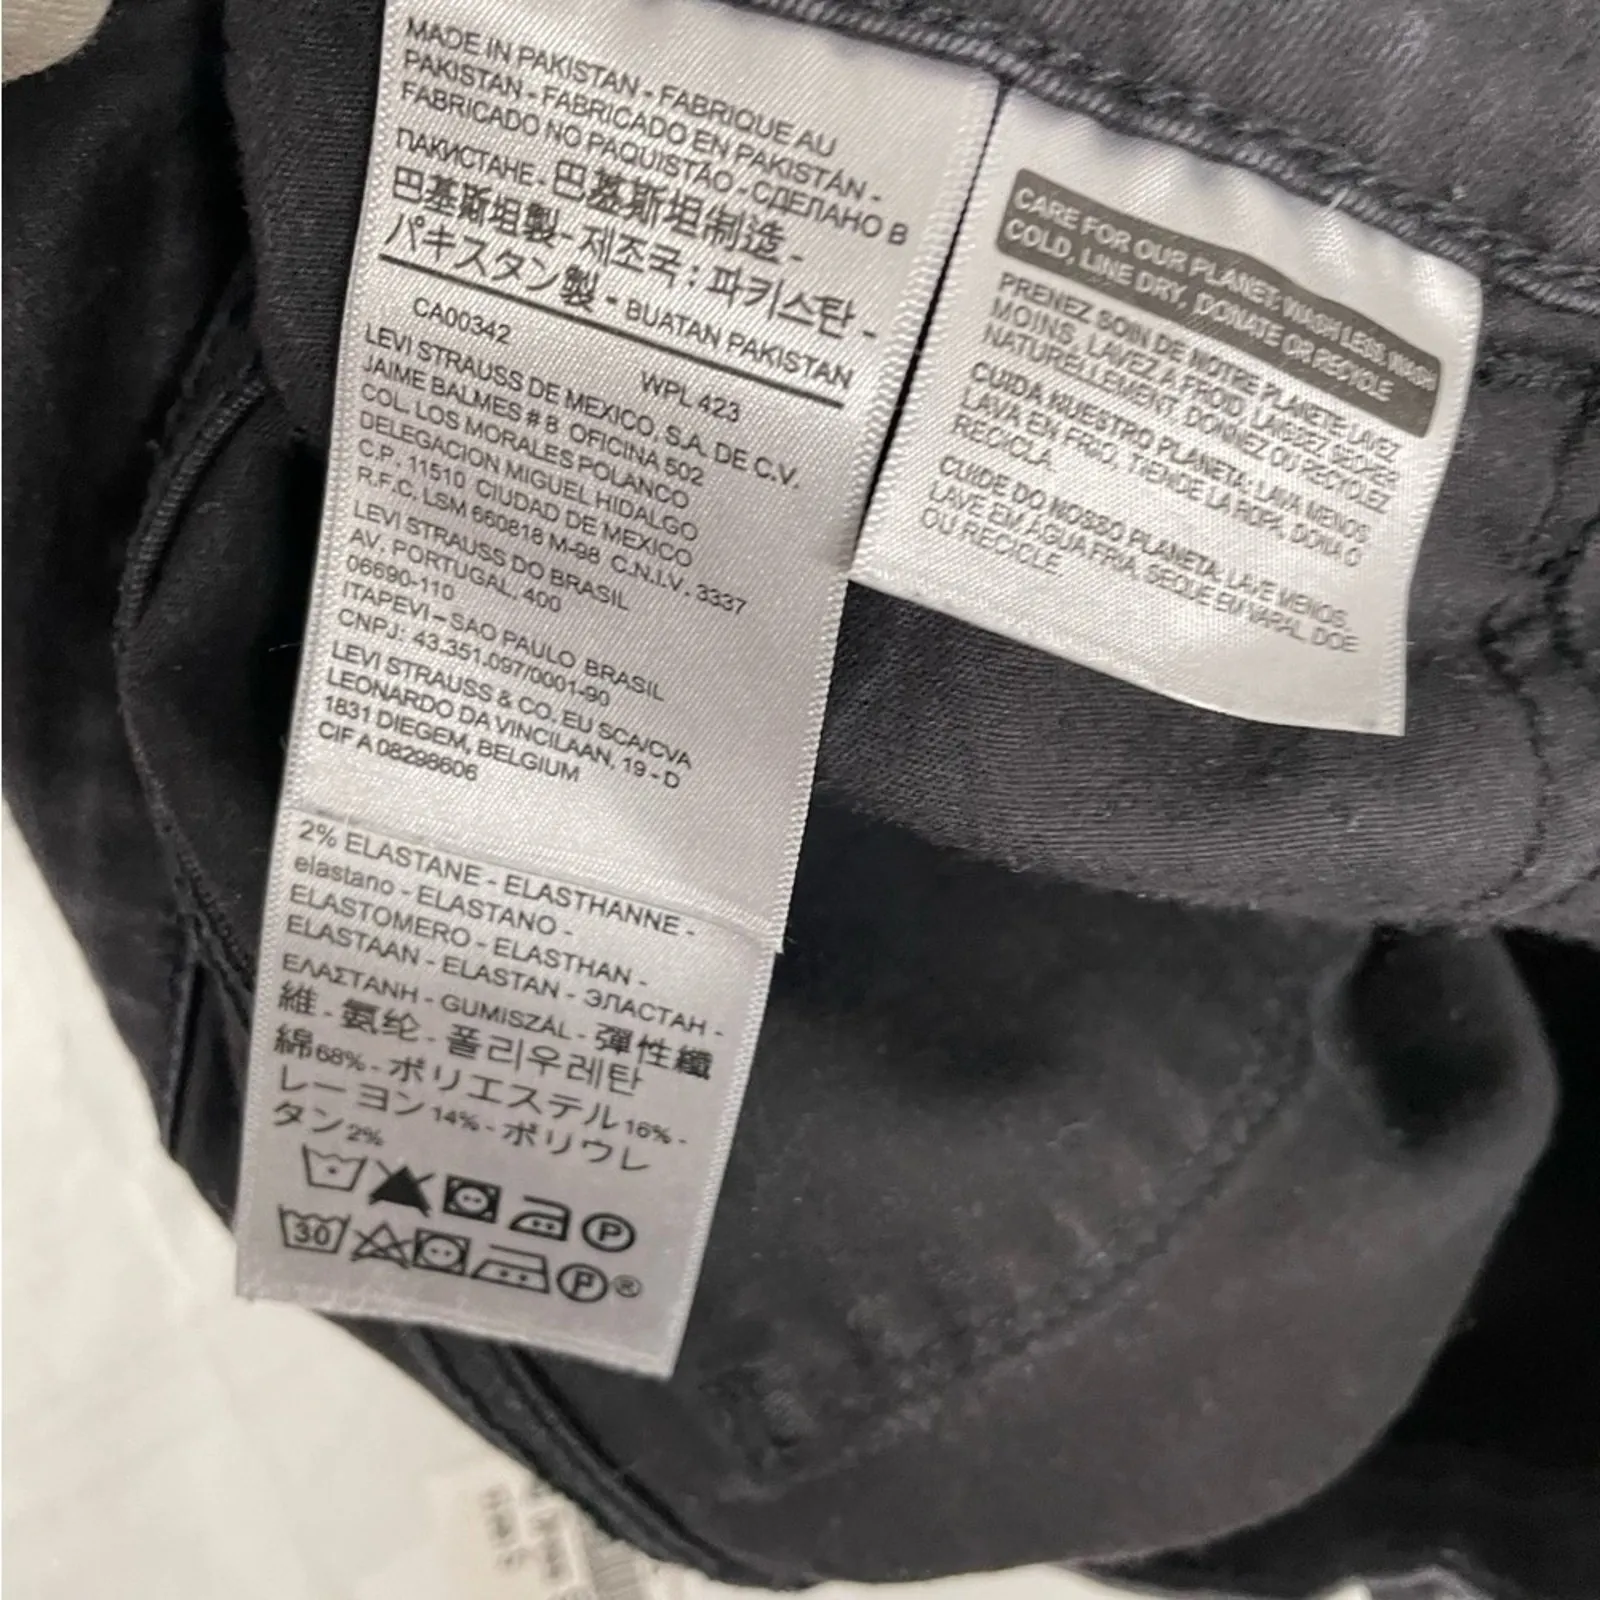 MADE IN PAKISTAN - FABRIQUE AU
PAKISTAN - FABRICADO EN PAKISTÁN -
FABRICADO NO PAQUISTÃO - СДЕЛАНО В
ПАКИСТАНЕ - 巴基斯坦制造 -
巴基斯坦製 - 제조국 : 파키스탄 -
パキスタン製 - BUATAN PAKISTAN
CA00342
WPL 423
LEVI STRAUSS DE MEXICO, S.A. DE C.V.
JAIME BALMES # 8 OFICINA 502
COL. LOS MORALES POLANCO
DELEGACION MIGUEL HIDALGO
C.P. 11510 CIUDAD DE MEXICO
R.F.C. LSM 660818 M-98 C.N.I.V. 3337
LEVI STRAUSS DO BRASIL
AV. PORTUGAL, 400
06690-110
ITAPEVI – SAO PAULO BRASIL
CNPJ: 43.351.097/0001-90
LEVI STRAUSS & CO. EU SCA/CVA
LEONARDO DA VINCILAAN, 19 - D
1831 DIEGEM, BELGIUM
CIF A 08298606
2% ELASTANE - ELASTHANNE -
elastano - ELASTANO -
ELASTOMERO - ELASTHAN -
ELASTAAN - ELASTAN - ЭЛАСТАН -
ΕΛΑΣΤΑΝΗ - GUMISZÁL - 彈性纖
維 - 氨纶 - 폴리우레탄
綿 68% - ポリエステル 16% -
レーヨン 14% - ポリウレ
タン 2%
P
30 P ®
CARE FOR OUR PLANET: WASH LESS, WASH
COLD, LINE DRY, DONATE OR RECYCLE
PRENEZ SOIN DE NOTRE PLANETE: LAVEZ
MOINS, LAVEZ A FROID, LAISSEZ SECHER
NATURELLEMENT, DONNEZ OU RECYCLEZ
CUIDA NUESTRO PLANETA: LAVA MENOS,
LAVA EN FRIO, TIENDE LA ROPA, DONA O
RECICLA.
CUIDE DO NOSSO PLANETA: LAVE MENOS,
LAVE EM ÁGUA FRIA, SEQUE EM VARAL, DOE
OU RECICLE.